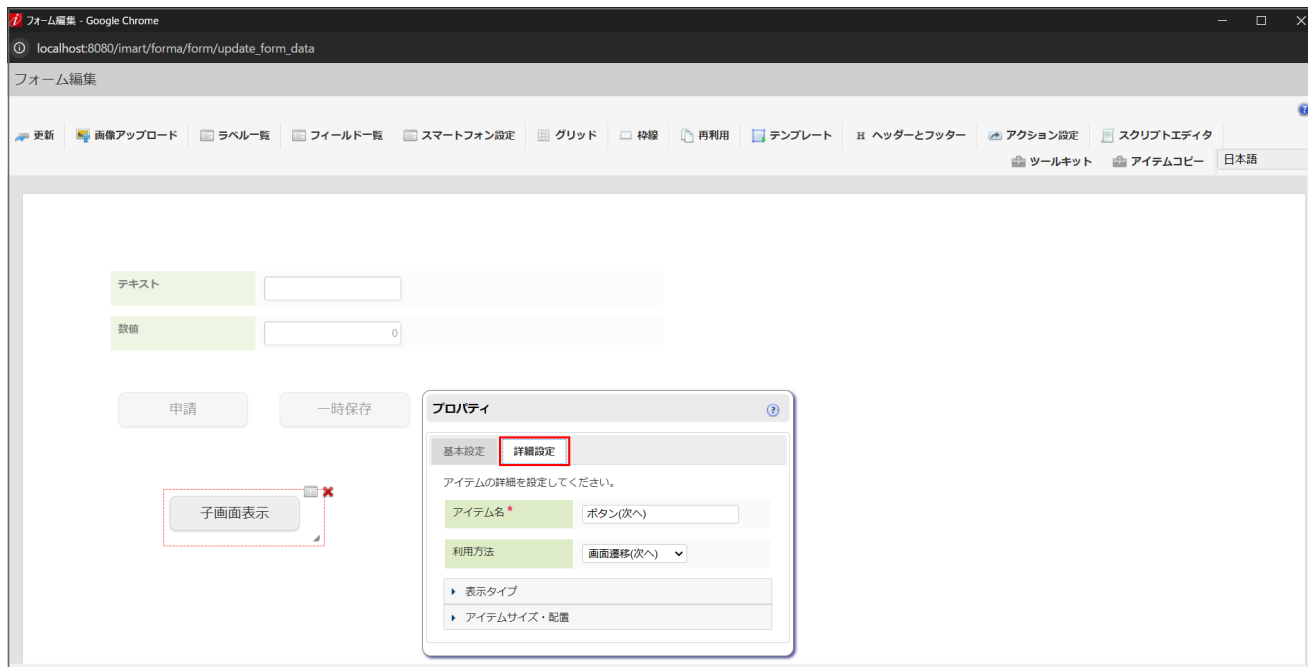 フォーム編集 - Google Chrome
localhost:8080/imart/forma/form/update_form_data
フォーム編集
更新 画像アップロード ラベル一覧 フィールド一覧 スマートフォン設定 グリッド 枠線 再利用 テンプレート H ヘッダーとフッター アクション設定 スクリプトエディタ
ツールキット アイテムコピー 日本語
テキスト
数値 0
申請 一時保存
プロパティ
基本設定 詳細設定
アイテムの詳細を設定してください。
アイテム名* ボタン(次へ)
子画面表示
利用方法 画面遷移(次へ)
表示タイプ
アイテムサイズ・配置